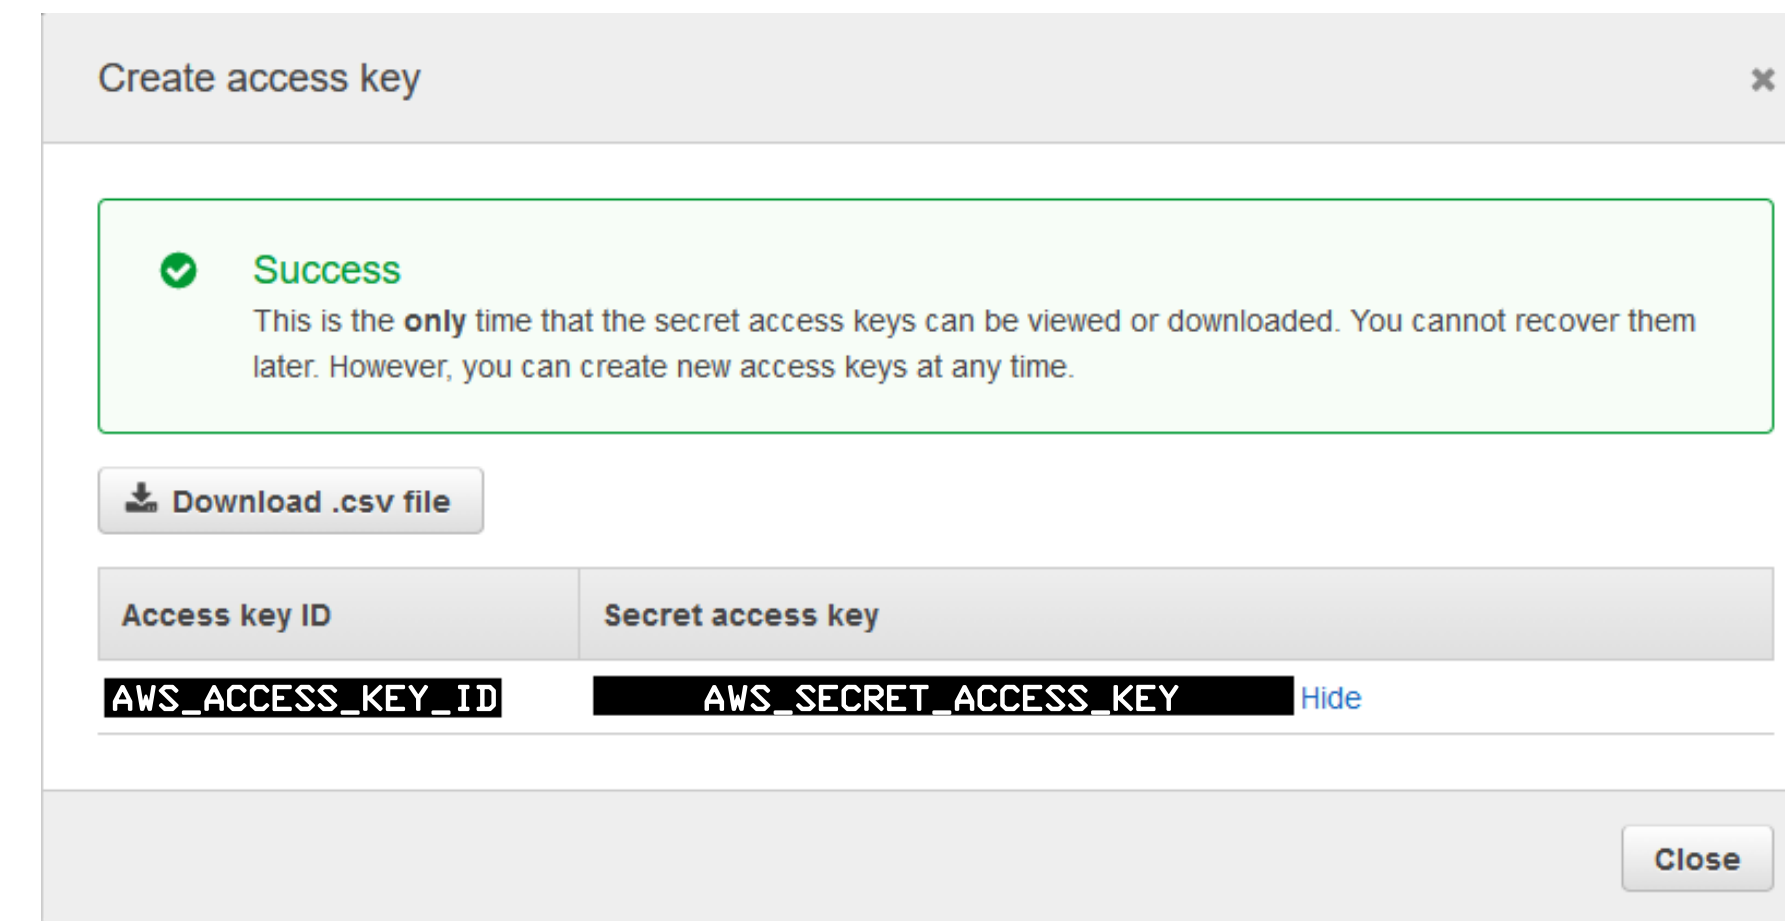 Create access key
Success
This is the only time that the secret access keys can be viewed or downloaded. You cannot recover them
later. However, you can create new access keys at any time.
Download .csv file
Access key ID Secret access key
AWS_ACCESS_KEY_ID AWS_SECRET_ACCESS_KEY Hide
Close